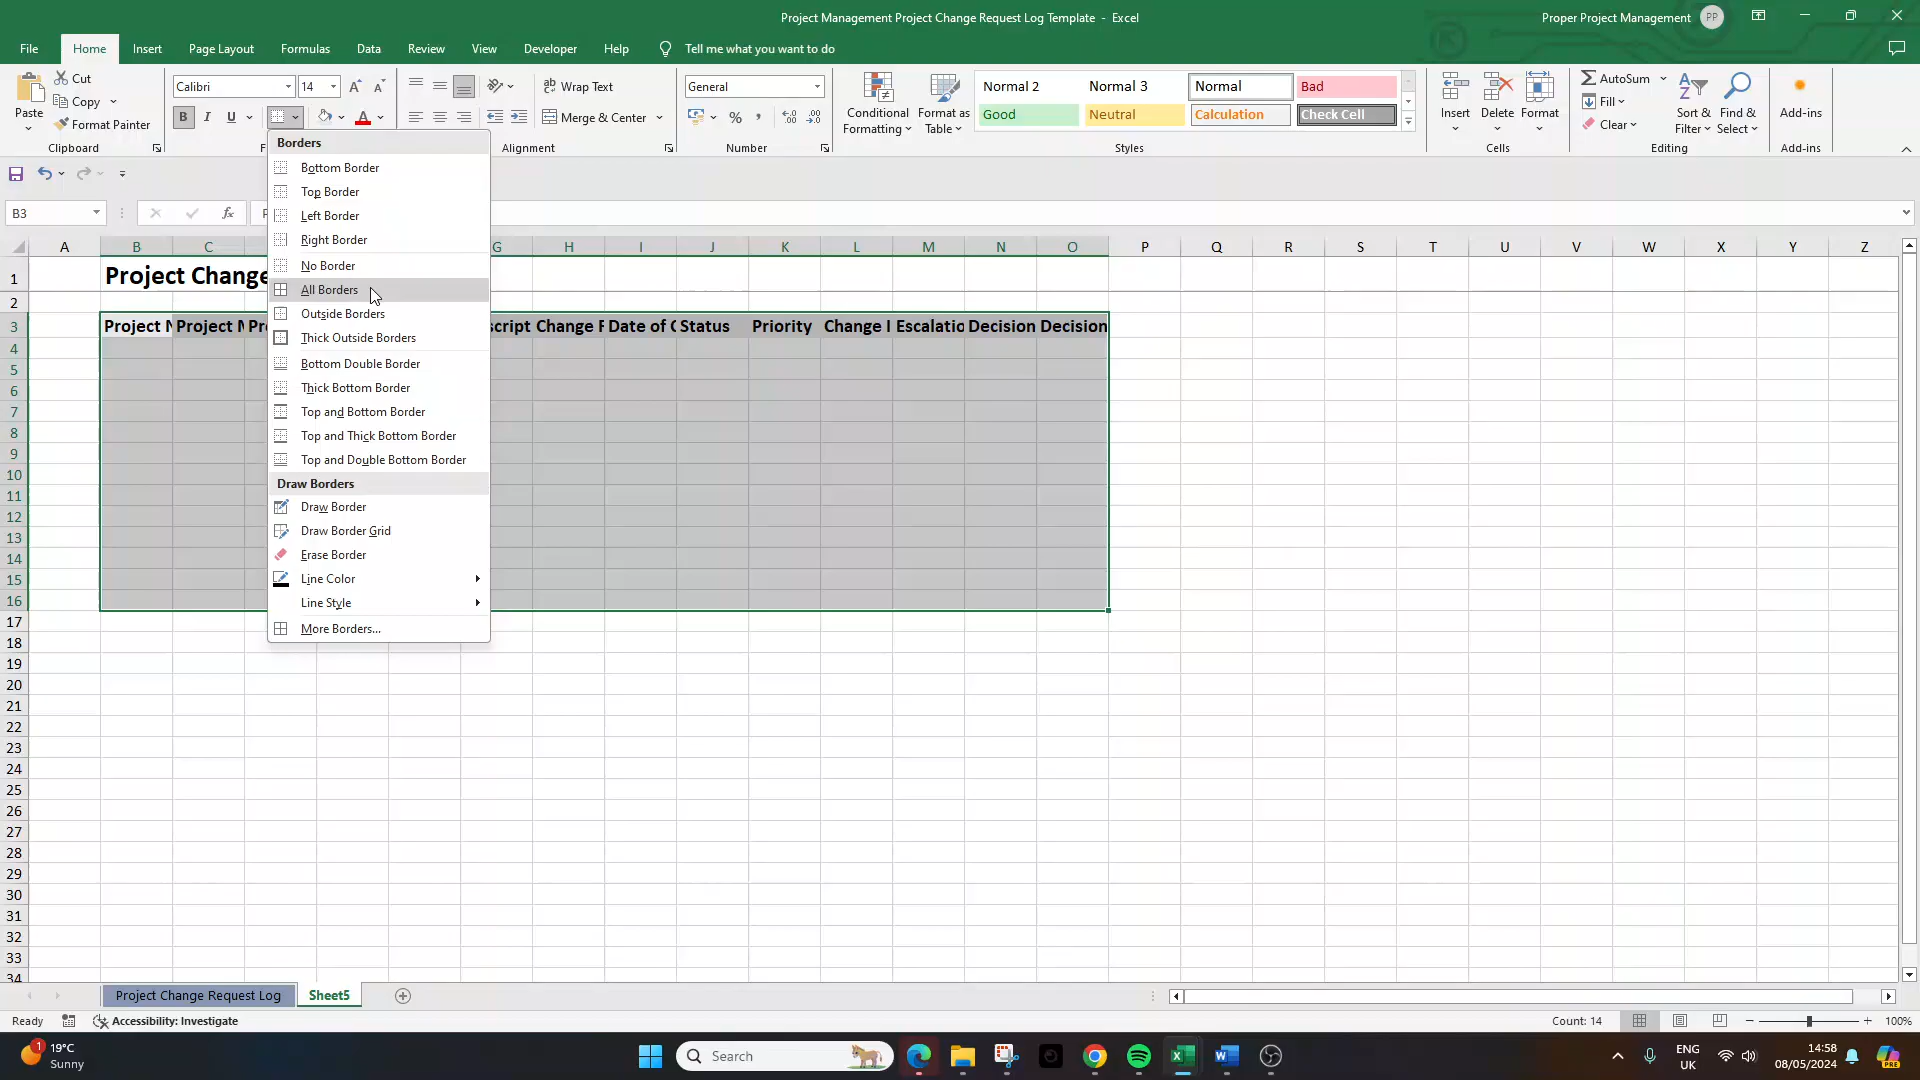 Project Management Project Change Request Log Template - Excel
Proper Project Management PP
File Home Insert Page Layout Formulas Data Review View Developer Help Tell me what you want to do
Paste
Cut
Copy
Format Painter
Clipboard
Calibri 14
B I U
Wrap Text
Merge & Center
Alignment
General
Number
Conditional Formatting
Format as Table
Normal 2 Normal 3 Normal Bad
Good Neutral Calculation Check Cell
Styles
Insert Delete Format
Cells
AutoSum
Fill
Clear
Sort & Filter
Find & Select
Editing
Add-ins
Add-ins
B3
fx
Borders
Bottom Border
Top Border
Left Border
Right Border
No Border
All Borders
Outside Borders
Thick Outside Borders
Bottom Double Border
Thick Bottom Border
Top and Bottom Border
Top and Thick Bottom Border
Top and Double Bottom Border
Draw Borders
Draw Border
Draw Border Grid
Erase Border
Line Color
Line Style
More Borders...
A B C G H I J K L M N O P Q R S T U V W X Y Z
1 Project Change
2
3 Project Project Status Priority Change Decision Decision
4
5
6
7
8
9
10
11
12
13
14
15
16
17
18
19
20
21
22
23
24
25
26
27
28
29
30
31
32
33
34
Project Change Request Log Sheet5
Ready Accessibility: Investigate Count: 14 100%
1 19°C
Sunny
Search
ENG
UK
14:58
08/05/2024
PRE